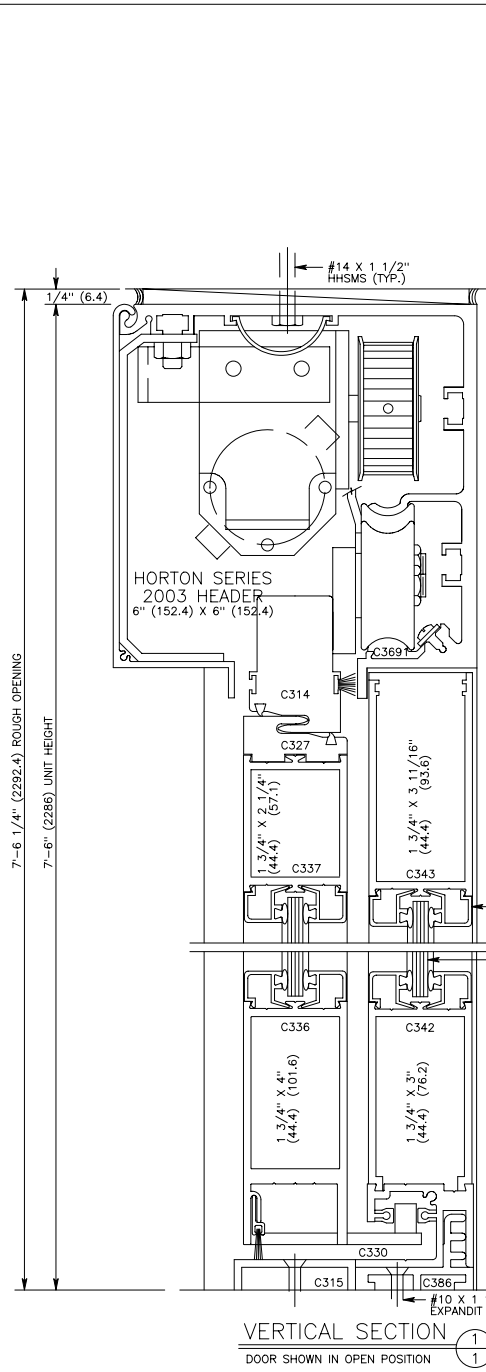 #14 X 1 1/2"
HHSMS (TYP.)
1/4" (6.4)
HORTON SERIES
2003 HEADER
6" (152.4) X 6" (152.4)
C3691
C314
C327
7'-6 1/4" (2292.4) ROUGH OPENING
7'-6" (2286) UNIT HEIGHT
1 3/4" X 2 1/4"
(44.4) (57.1)
1 3/4" X 3 11/16"
(44.4) (93.6)
C337
C343
C336
C342
1 3/4" X 4"
(44.4) (101.6)
1 3/4" X 3"
(44.4) (76.2)
C330
C315
C386
#10 X 1
EXPANDIT
VERTICAL SECTION
1
1
DOOR SHOWN IN OPEN POSITION